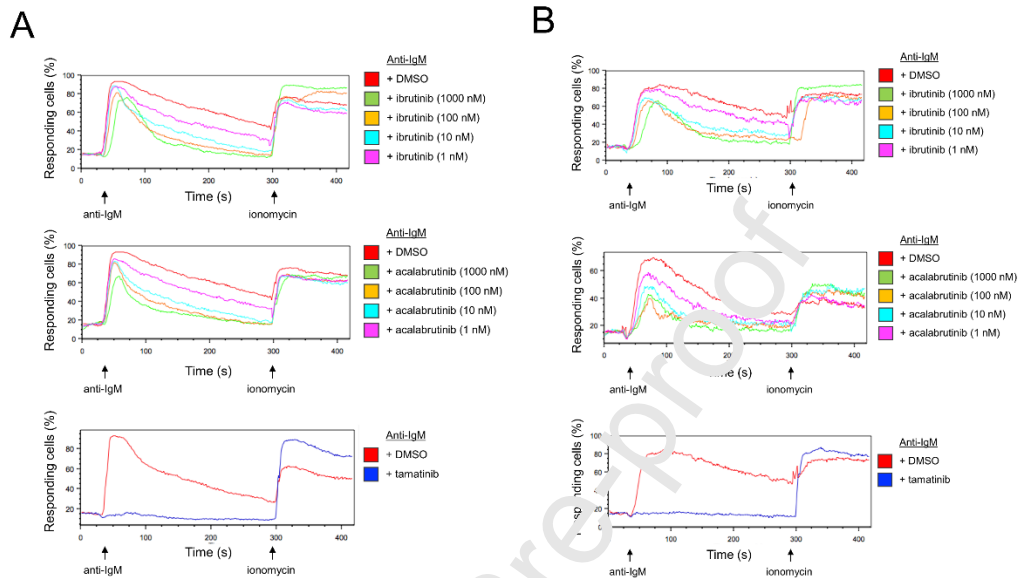 A
Responding cells (%)
100
80
60
40
20
0
0
100
200
300
400
Time (s)
anti-IgM
ionomycin
Anti-IgM
+ DMSO
+ ibrutinib (1000 nM)
+ ibrutinib (100 nM)
+ ibrutinib (10 nM)
+ ibrutinib (1 nM)
Responding cells (%)
100
80
60
40
20
0
0
100
200
300
400
Time (s)
anti-IgM
ionomycin
Anti-IgM
+ DMSO
+ acalabrutinib (1000 nM)
+ acalabrutinib (100 nM)
+ acalabrutinib (10 nM)
+ acalabrutinib (1 nM)
Responding cells (%)
80
60
40
20
0
100
200
300
400
Time (s)
anti-IgM
ionomycin
Anti-IgM
+ DMSO
+ tamatinib
B
Responding cells (%)
100
80
60
40
20
0
0
100
200
300
400
Time (s)
anti-IgM
ionomycin
Anti-IgM
+ DMSO
+ ibrutinib (1000 nM)
+ ibrutinib (100 nM)
+ ibrutinib (10 nM)
+ ibrutinib (1 nM)
Responding cells (%)
60
40
20
0
100
200
300
400
Time (s)
anti-IgM
ionomycin
Anti-IgM
+ DMSO
+ acalabrutinib (1000 nM)
+ acalabrutinib (100 nM)
+ acalabrutinib (10 nM)
+ acalabrutinib (1 nM)
Responding cells (%)
100
80
60
40
20
0
100
200
300
400
Time (s)
anti-IgM
ionomycin
Anti-IgM
+ DMSO
+ tamatinib
re-proof